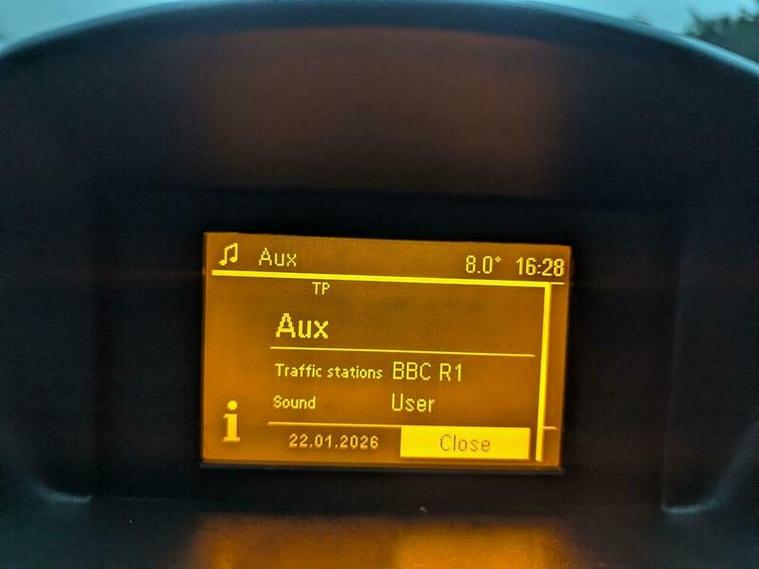 Aux 8.0° 16:28
TP
Aux
Traffic stations BBC R1
Sound User
22.01.2026 Close